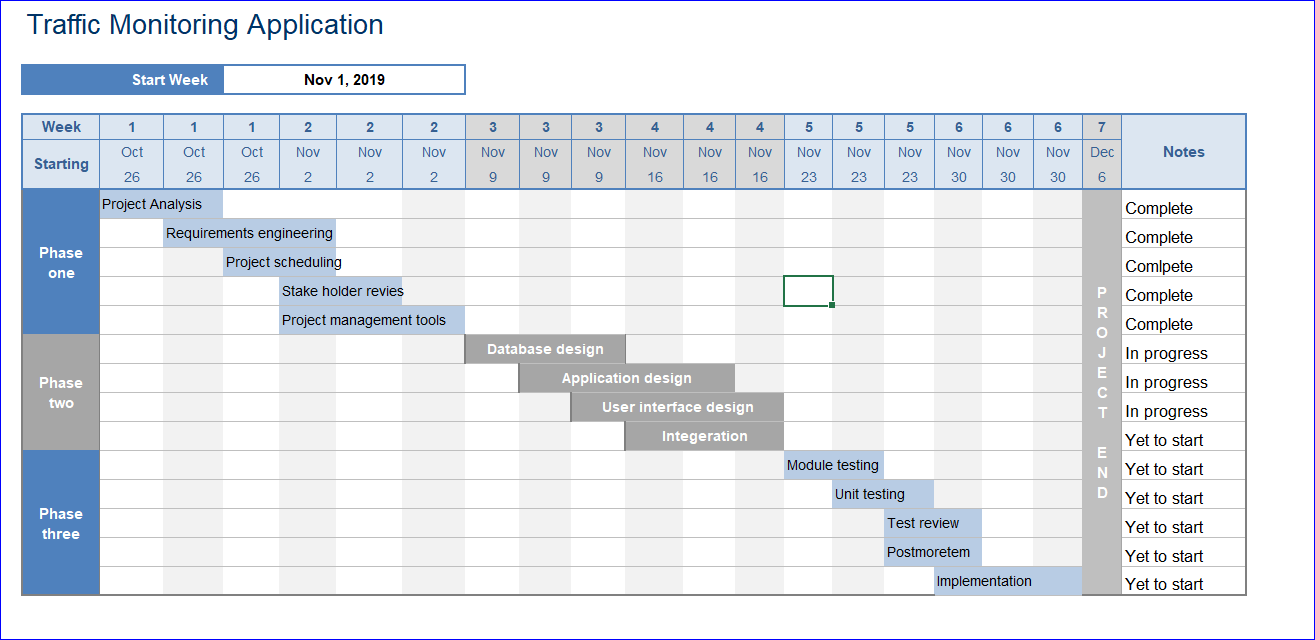 Traffic Monitoring Application
Start Week Nov 1, 2019
Week 1 1 1 2 2 2 3 3 3 4 4 4 5 5 5 6 6 6 7 Notes
Starting Oct Oct Oct Nov Nov Nov Nov Nov Nov Nov Nov Nov Nov Nov Nov Nov Nov Nov Dec
26 26 26 2 2 2 9 9 9 16 16 16 23 23 23 30 30 30 6
Phase one
Project Analysis Complete
Requirements engineering Complete
Project scheduling Comlpete
Stake holder revies Complete
Project management tools Complete
Phase two
Database design In progress
Application design In progress
User interface design In progress
Integeration Yet to start
Phase three
Module testing Yet to start
Unit testing Yet to start
Test review Yet to start
Postmoretem Yet to start
Implementation Yet to start
PROJECT END